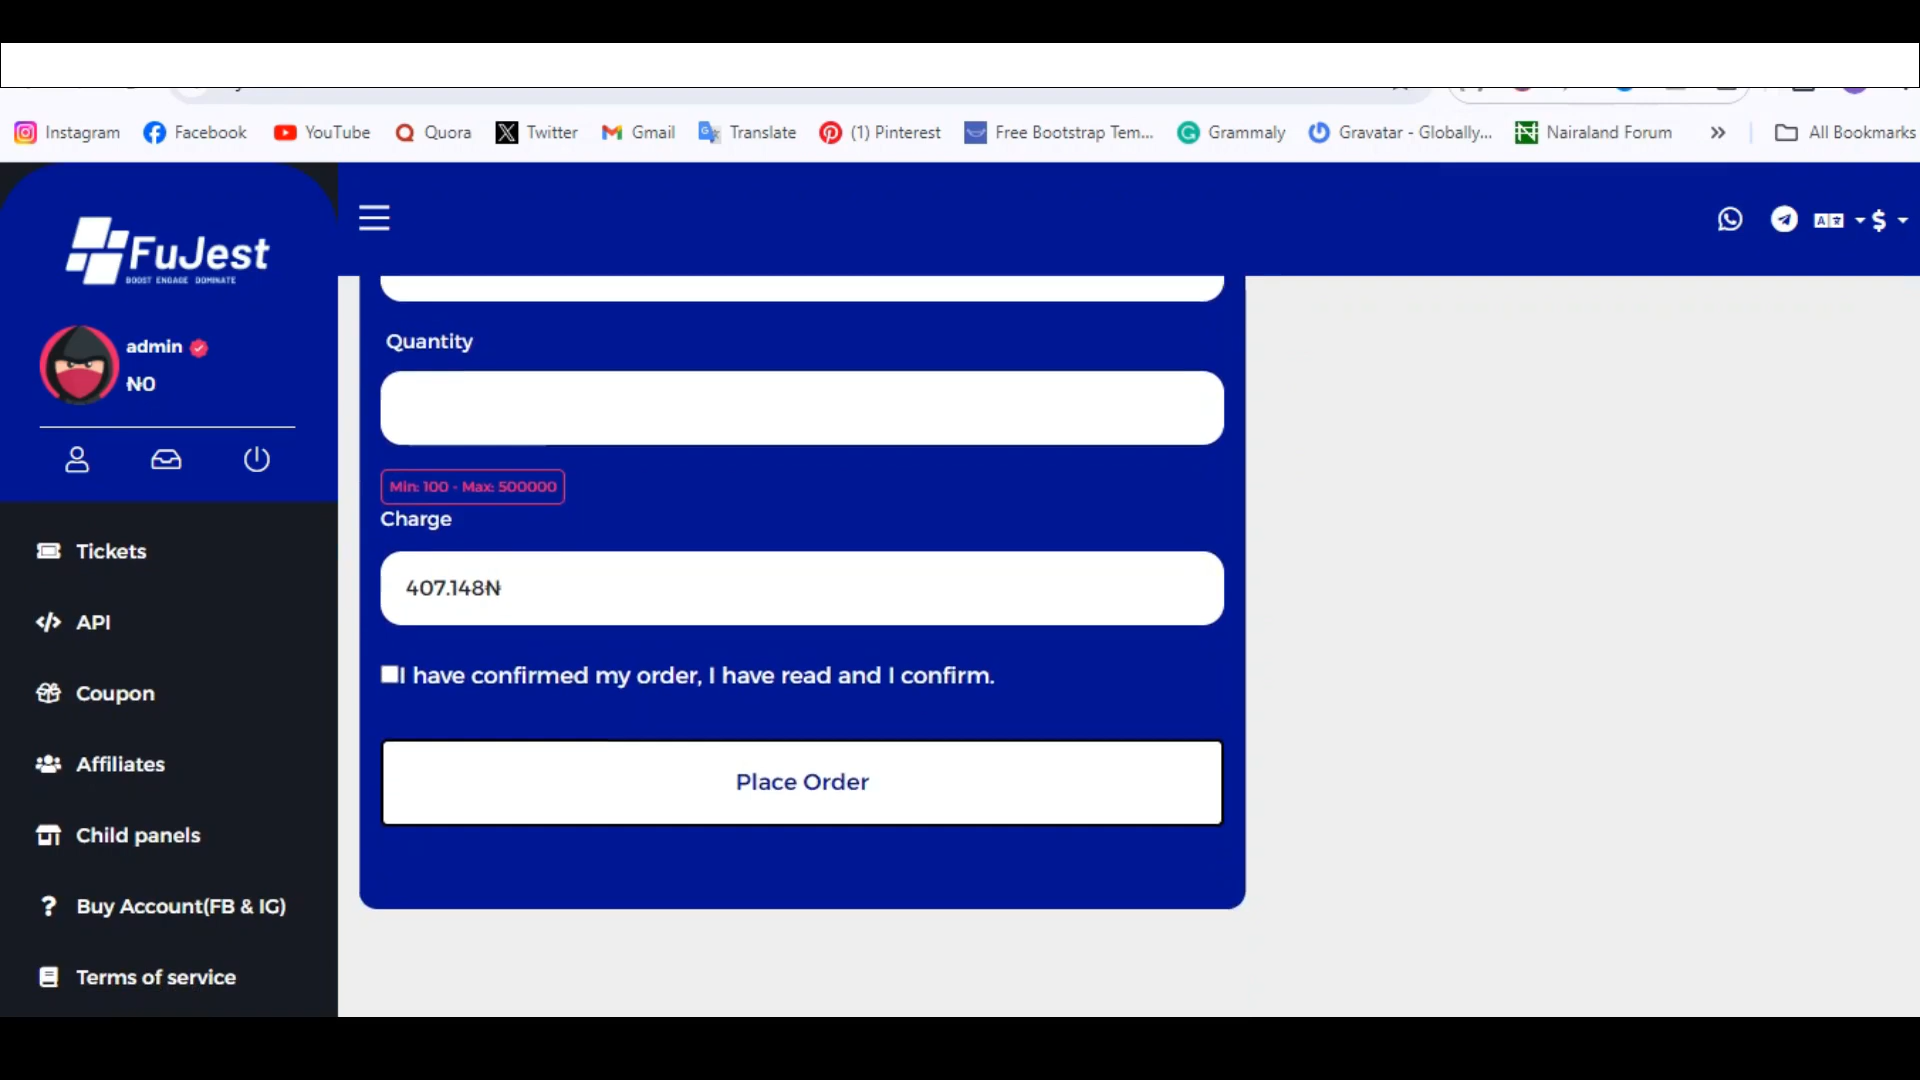 Instagram Facebook YouTube Quora Twitter Gmail Translate (1) Pinterest Free Bootstrap Tem... Grammaly Gravatar - Globally... Nairaland Forum » All Bookmarks
FuJest
BOOST ENGAGE DOMINATE
$
admin
₦0
Tickets
API
Coupon
Affiliates
Child panels
Buy Account(FB & IG)
Terms of service
Quantity
Min: 100 - Max: 500000
Charge
407.148₦
I have confirmed my order, I have read and I confirm.
Place Order